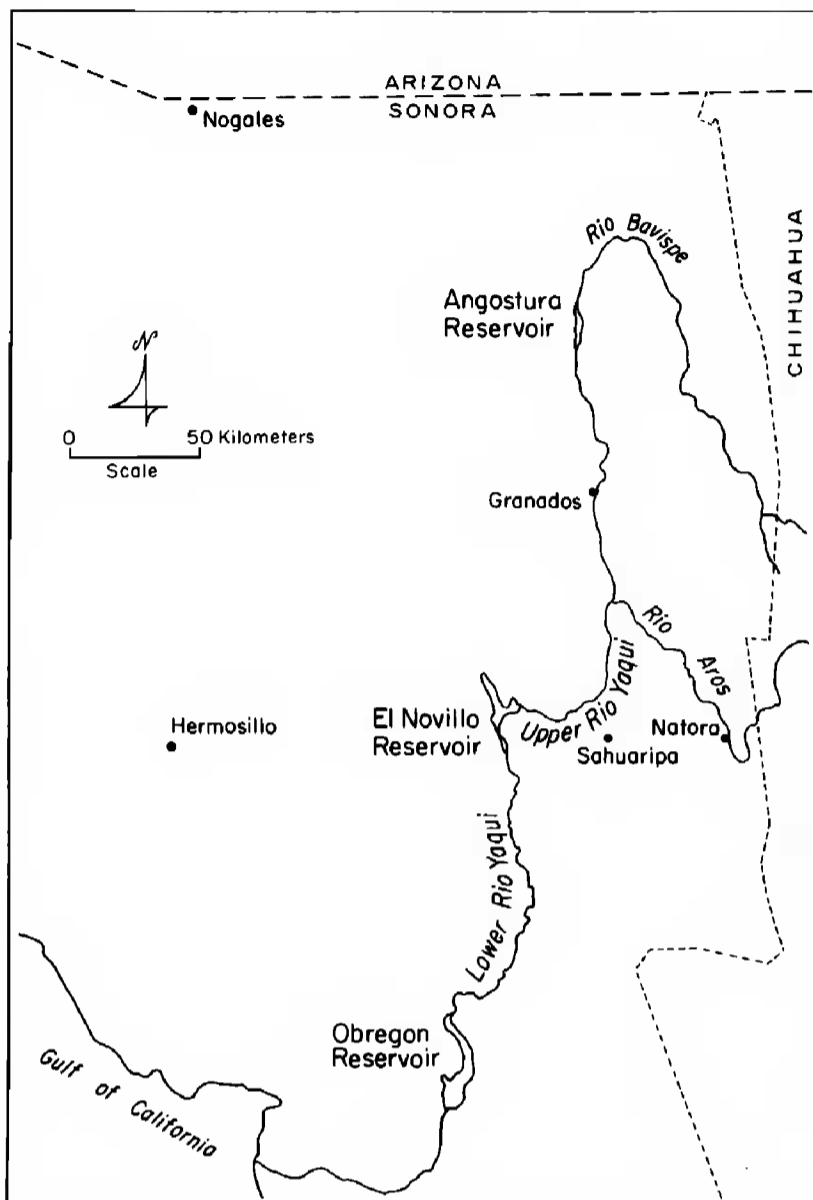 ARIZONA
SONORA
Nogales
CHIHUAHUA
Rio Bavispe
Angostura
Reservoir
N
0 50 Kilometers
Scale
Granados
Rio Aros
Upper Rio Yaqui
Hermosillo
El Novillo
Reservoir
Natora
Sahuaripa
Lower Rio Yaqui
Obregon
Reservoir
Gulf of California